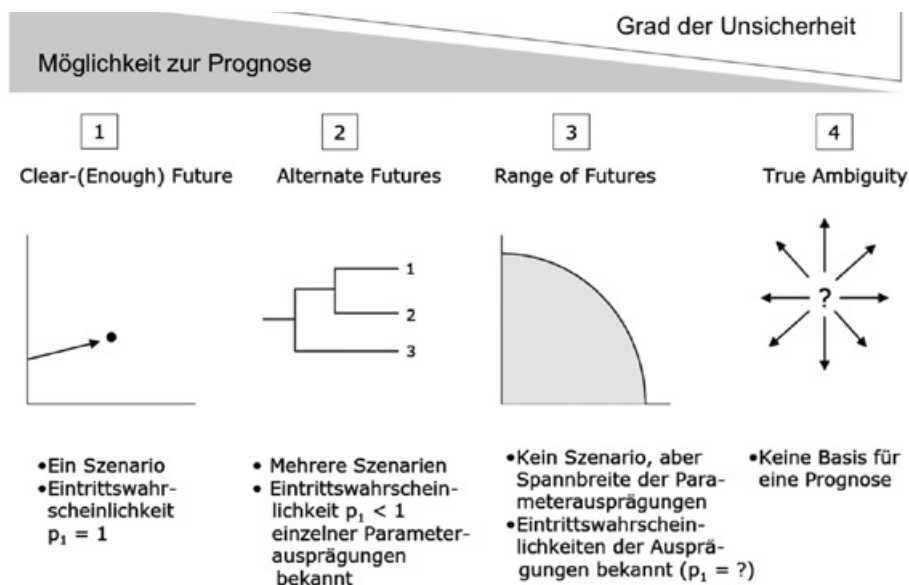 Grad der Unsicherheit
Möglichkeit zur Prognose
1
2
3
4
Clear-(Enough) Future
Alternate Futures
Range of Futures
True Ambiguity
1
2
3
?
•Ein Szenario
•Eintrittswahr-
scheinlichkeit
p₁ = 1
• Mehrere Szenarien
• Eintrittswahrschein-
lichkeit p₁ < 1
einzelner Parameter-
ausprägungen
bekannt
•Kein Szenario, aber
Spannbreite der Para-
meterausprägungen
•Eintrittswahrschein-
lichkeiten der Ausprä-
gungen bekannt (p₁ = ?)
•Keine Basis für
eine Prognose